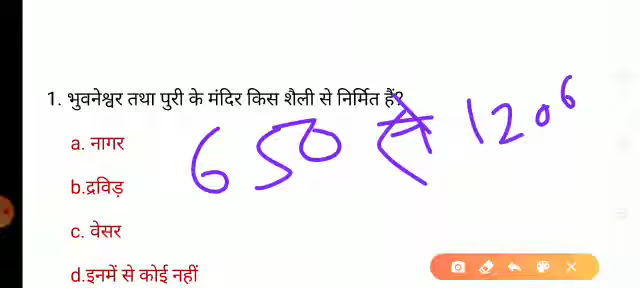 1. भुवनेश्वर तथा पुरी के मंदिर किस शैली से निर्मित हैं?
650 से 1206
a. नागर
b.द्रविड़
c. वेसर
d.इनमें से कोई नहीं